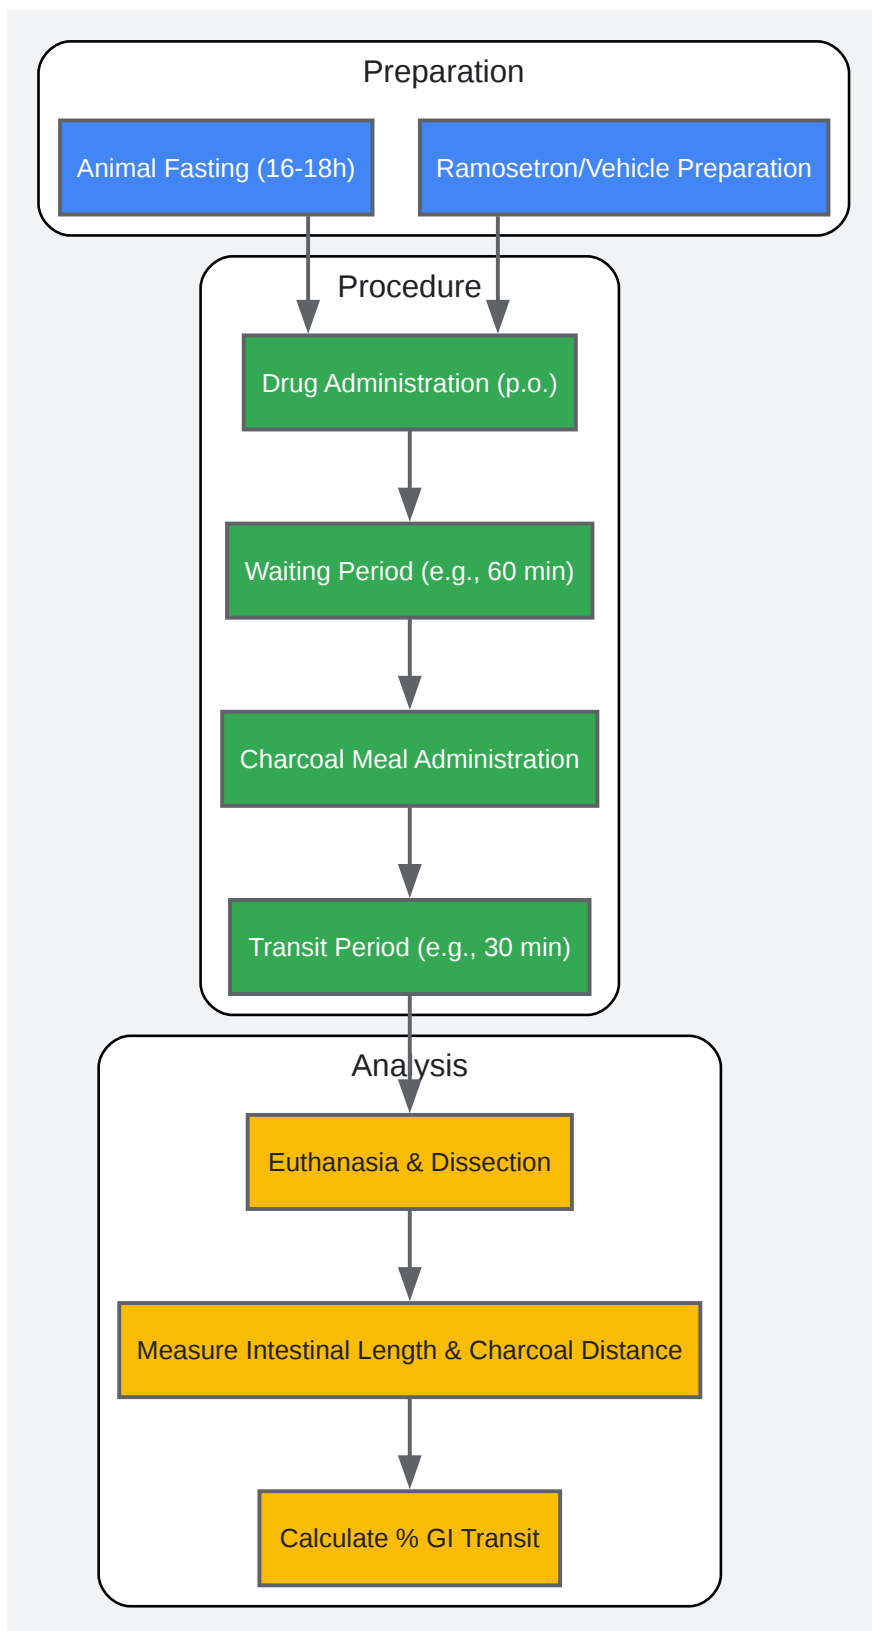 Preparation
Animal Fasting (16-18h)
Ramosetron/Vehicle Preparation
Procedure
Drug Administration (p.o.)
Waiting Period (e.g., 60 min)
Charcoal Meal Administration
Transit Period (e.g., 30 min)
Analysis
Euthanasia & Dissection
Measure Intestinal Length & Charcoal Distance
Calculate % GI Transit